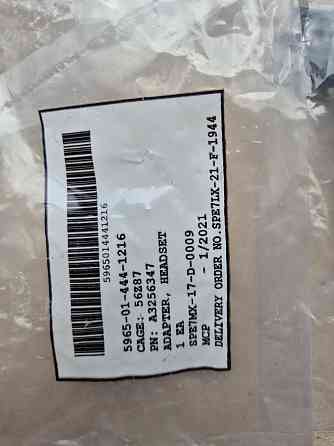 5965014441216
5965-01-444-1216
CAGE: 56Z87
PN: A3256347
ADAPTER, HEADSET
1 EA
SPE7MX-17-D-0009
MCP - 1/2021
DELIVERY ORDER NO.SPE7LX-21-F-1944